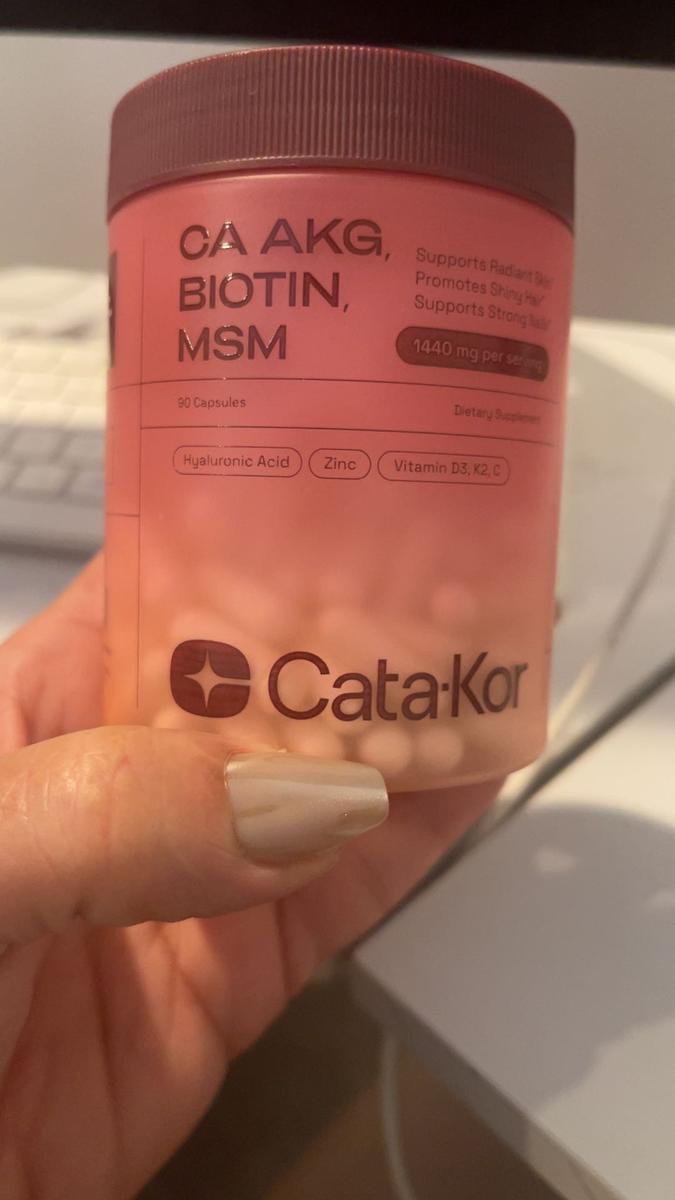 CA AKG,
BIOTIN,
MSM
Supports Radiant Skin*
Promotes Shiny Hair*
Supports Strong Nails*
1440 mg per serving
90 Capsules
Dietary Supplement
Hyaluronic Acid
Zinc
Vitamin D3, K2, C
Cata·Kor